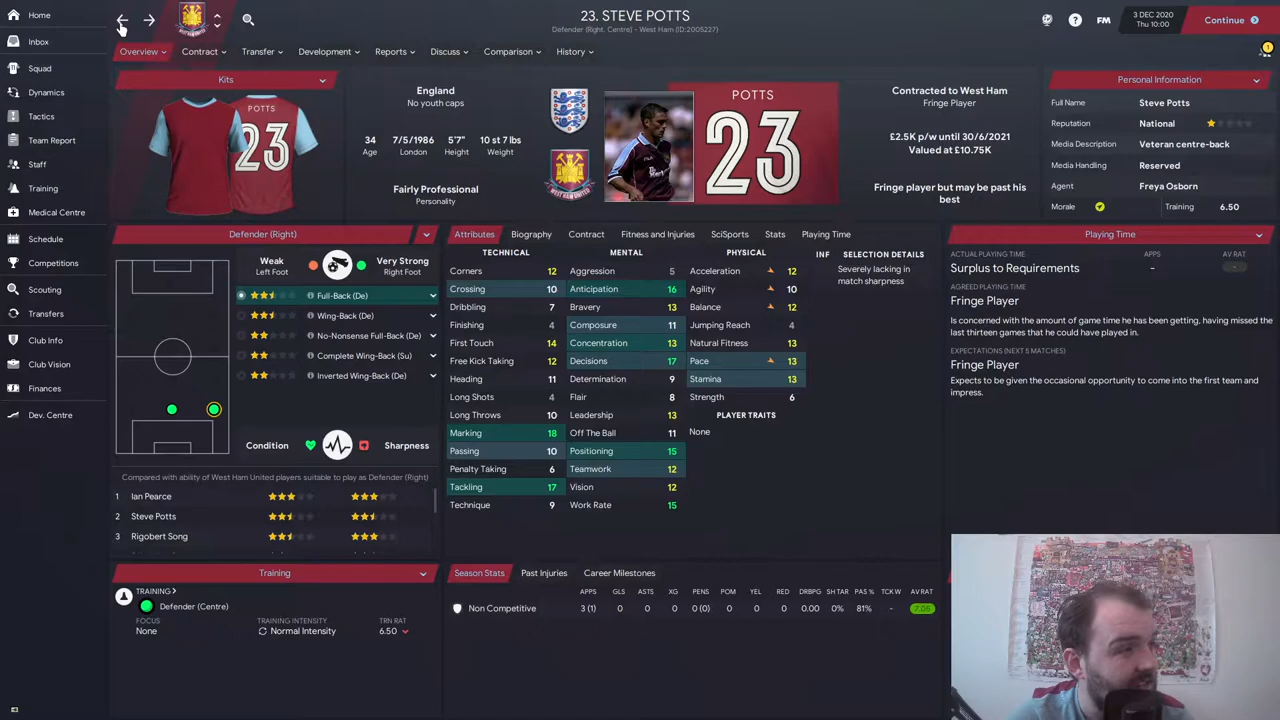 Home
23. STEVE POTTS
Defender (Right, Centre) - West Ham (ID:2005227)
FM
3 DEC 2020
Thu 10:00
Continue
Inbox
Overview Contract Transfer Development Reports Discuss Comparison History
1
Squad
Dynamics
Tactics
Team Report
Staff
Training
Medical Centre
Schedule
Competitions
Scouting
Transfers
Club Info
Club Vision
Finances
Dev. Centre
Kits
POTTS
23
England
No youth caps
34 7/5/1986 5'7" 10 st 7 lbs
Age London Height Weight
Fairly Professional
Personality
POTTS
23
Contracted to West Ham
Fringe Player
£2.5K p/w until 30/6/2021
Valued at £10.75K
Fringe player but may be past his
best
Personal Information
Full Name Steve Potts
Reputation National
Media Description Veteran centre-back
Media Handling Reserved
Agent Freya Osborn
Morale Training 6.50
Defender (Right)
Weak
Left Foot
Very Strong
Right Foot
Full-Back (De)
Wing-Back (De)
No-Nonsense Full-Back (De)
Complete Wing-Back (Su)
Inverted Wing-Back (De)
Condition Sharpness
Compared with ability of West Ham United players suitable to play as Defender (Right)
1 Ian Pearce
2 Steve Potts
3 Rigobert Song
Attributes Biography Contract Fitness and Injuries SciSports Stats Playing Time
TECHNICAL
Corners 12
Crossing 10
Dribbling 7
Finishing 4
First Touch 14
Free Kick Taking 12
Heading 11
Long Shots 4
Long Throws 10
Marking 18
Passing 10
Penalty Taking 6
Tackling 17
Technique 9
MENTAL
Aggression 5
Anticipation 16
Bravery 13
Composure 11
Concentration 13
Decisions 17
Determination 9
Flair 8
Leadership 13
Off The Ball 11
Positioning 15
Teamwork 12
Vision 12
Work Rate 15
PHYSICAL
Acceleration 12
Agility 10
Balance 12
Jumping Reach 4
Natural Fitness 13
Pace 13
Stamina 13
Strength 6
PLAYER TRAITS
None
INF SELECTION DETAILS
Severely lacking in
match sharpness
Playing Time
ACTUAL PLAYING TIME APPS AV RAT
Surplus to Requirements - -
AGREED PLAYING TIME
Fringe Player
Is concerned with the amount of game time he has been getting, having missed the
last thirteen games that he could have played in.
EXPECTATIONS (NEXT 5 MATCHES)
Fringe Player
Expects to be given the occasional opportunity to come into the first team and
impress.
Training
TRAINING>
Defender (Centre)
FOCUS TRAINING INTENSITY TRN RAT
None Normal Intensity 6.50
Season Stats Past Injuries Career Milestones
APPS GLS ASTS XG PENS POM YEL RED DRBPG SH TAR PAS % TCK W AV RAT
Non Competitive 3 (1) 0 0 0 0 (0) 0 0 0 0.00 0% 81% - 7.05